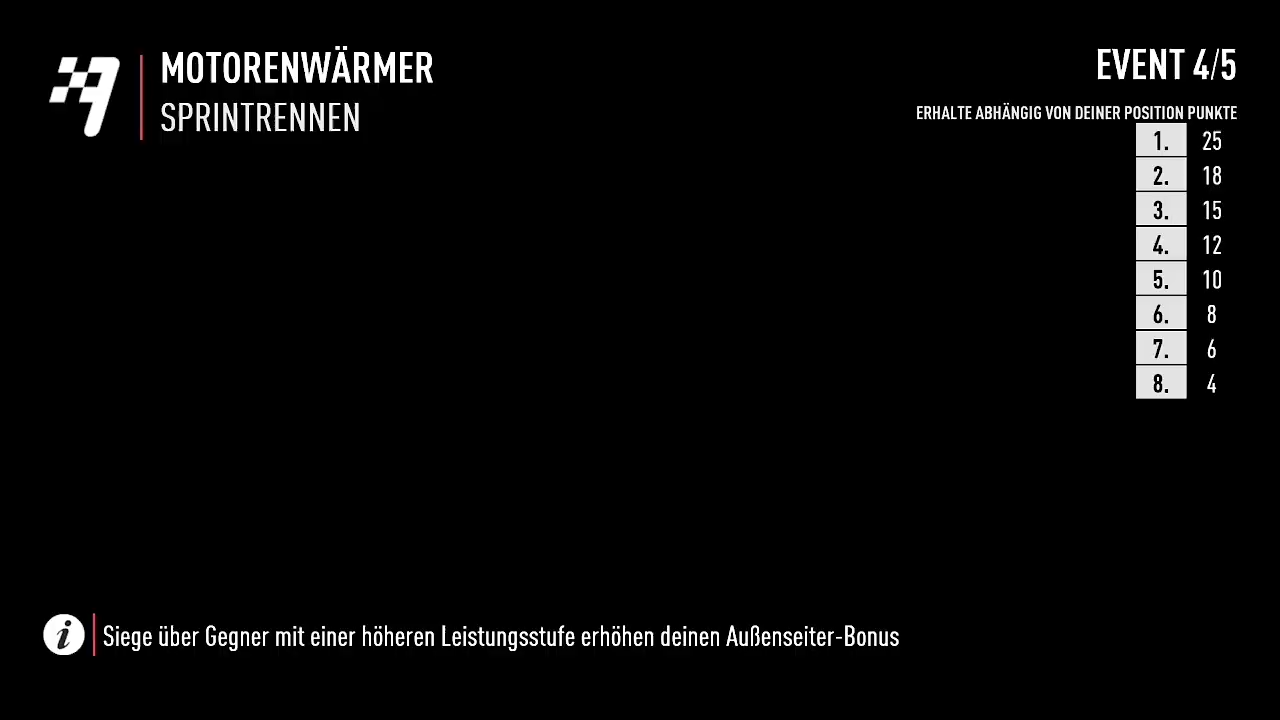 MOTORENWÄRMER
SPRINTRENNEN
EVENT 4/5
ERHALTE ABHÄNGIG VON DEINER POSITION PUNKTE
1. 25
2. 18
3. 15
4. 12
5. 10
6. 8
7. 6
8. 4
i Siege über Gegner mit einer höheren Leistungsstufe erhöhen deinen Außenseiter-Bonus